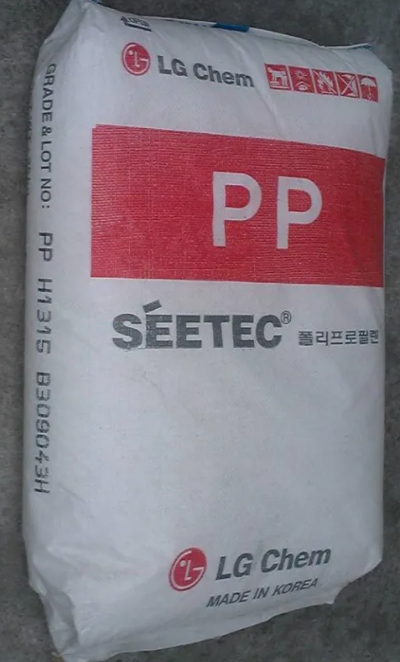 LG Chem
PP
SÉETEC®
폴리프로필렌
LG Chem
MADE IN KOREA
GRADE & LOT NO: PP H1315 B309043H